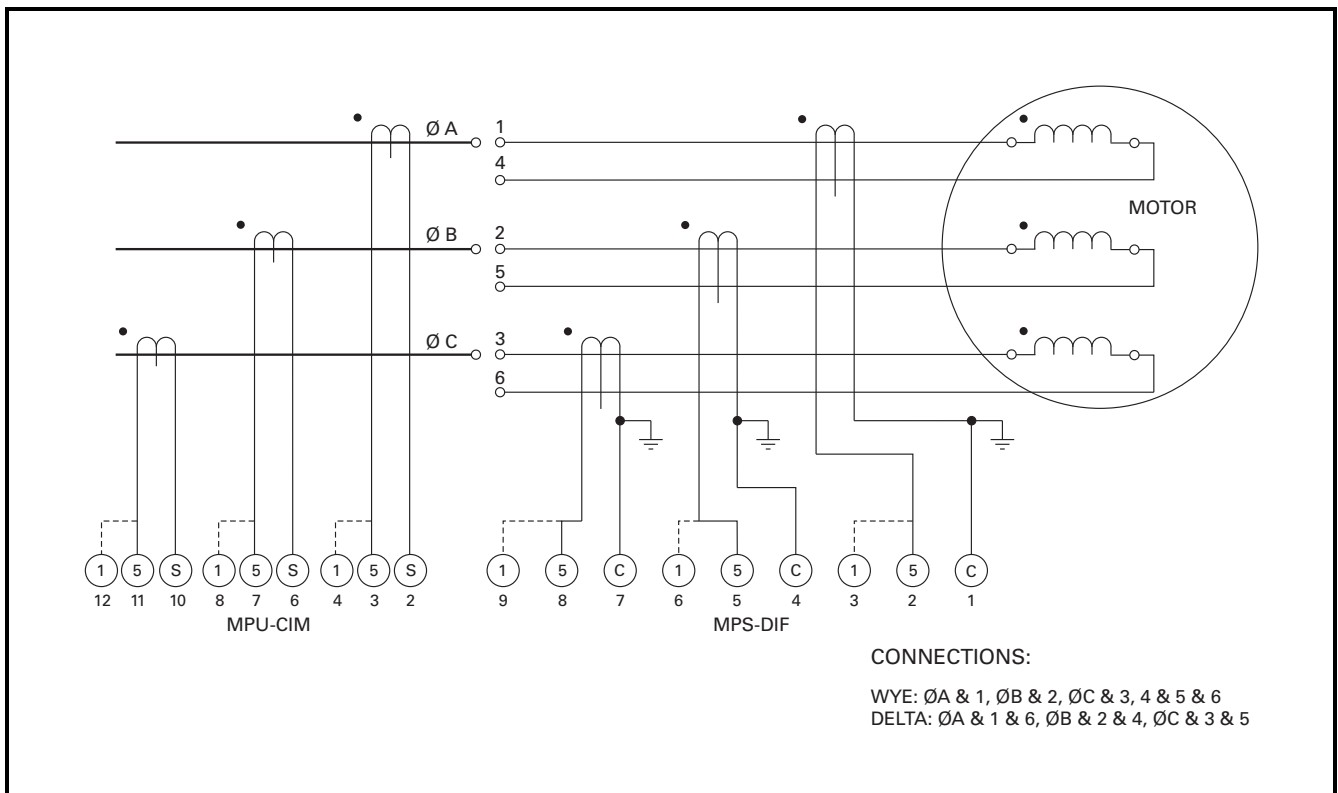 Ø A
1
4
MOTOR
Ø B
2
5
Ø C
3
6
1 5 S 1 5 S 1 5 S 1 5 C 1 5 C 1 5 C
12 11 10 8 7 6 4 3 2 9 8 7 6 5 4 3 2 1
MPU-CIM MPS-DIF
CONNECTIONS:
WYE: ØA & 1, ØB & 2, ØC & 3, 4 & 5 & 6
DELTA: ØA & 1 & 6, ØB & 2 & 4, ØC & 3 & 5